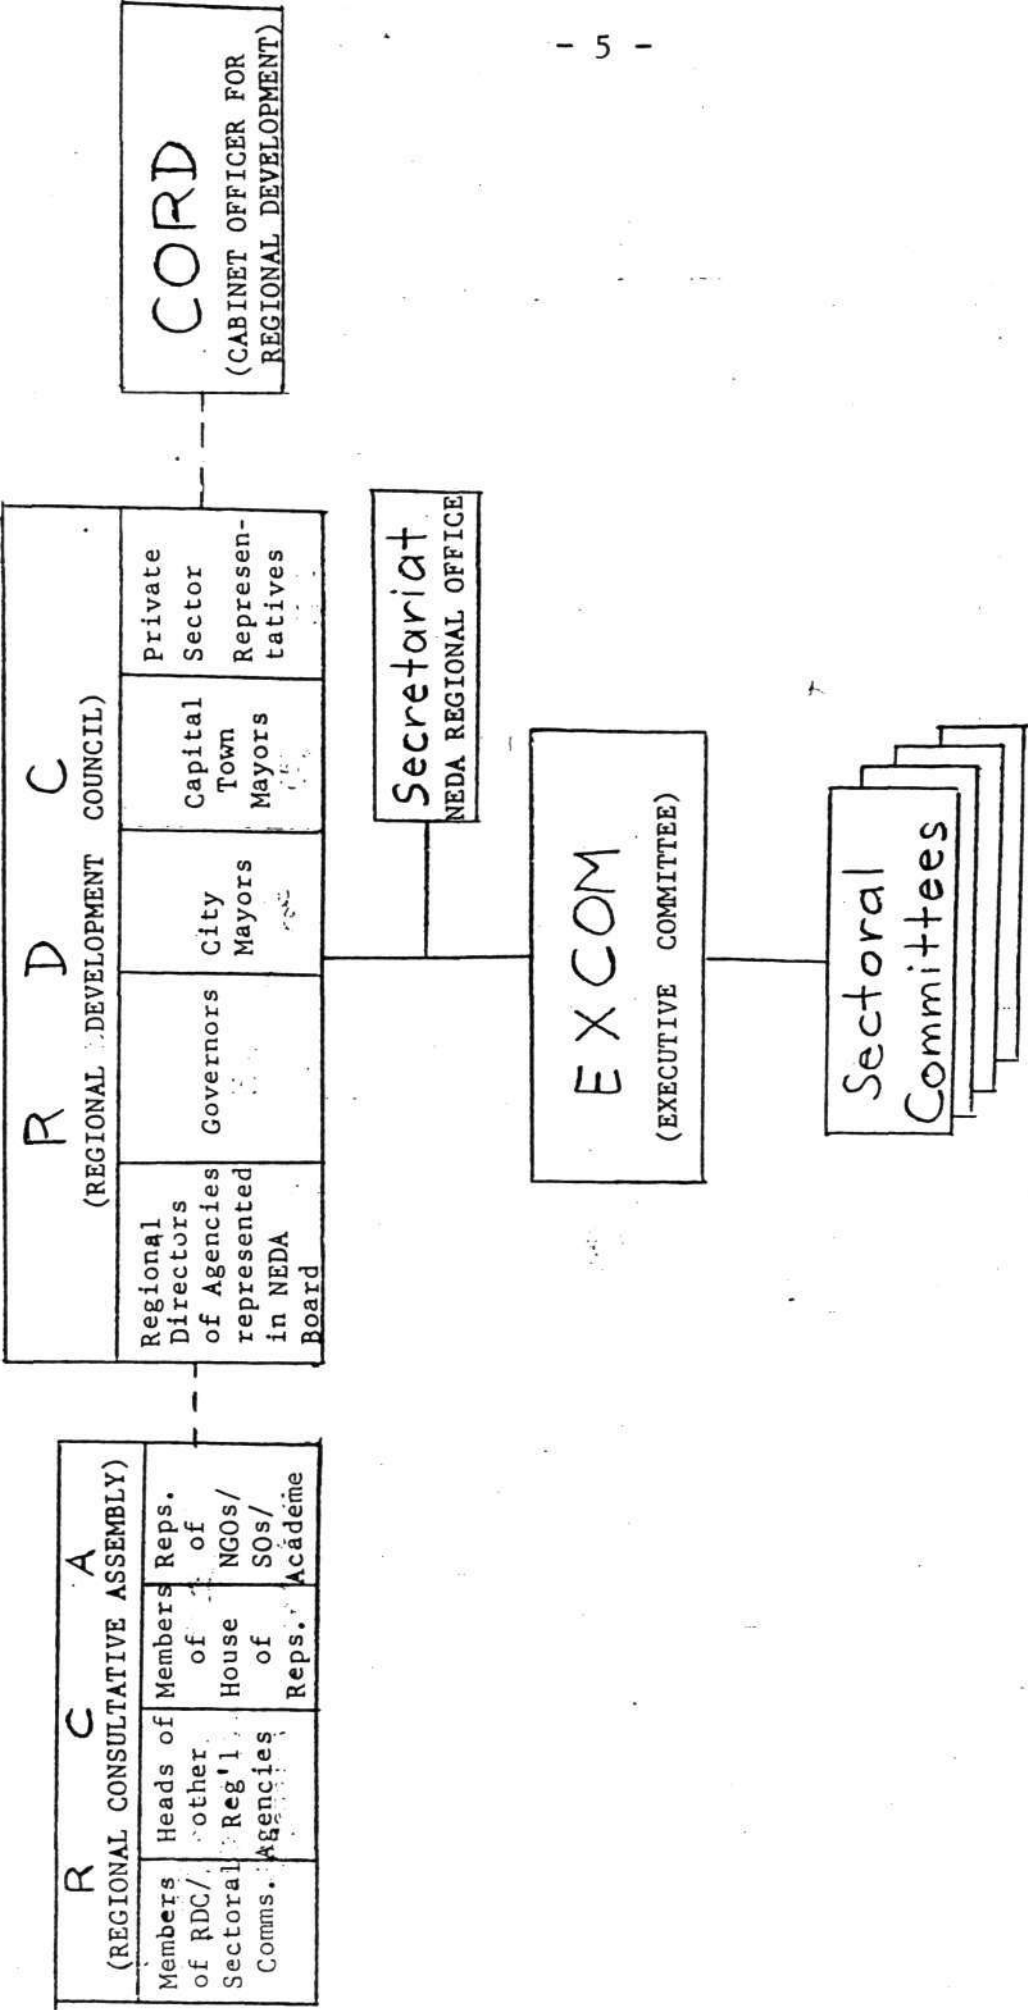 - 5 -
R C A
(REGIONAL CONSULTATIVE ASSEMBLY)
Members
of RDC/
Sectoral
Comms.
Heads of
other
Reg'l
Agencies
Members
of
House
of
Reps.
Reps.
of
NGOs/
SOs/
Academe
R D C
(REGIONAL DEVELOPMENT COUNCIL)
Regional
Directors
of Agencies
represented
in NEDA
Board
Governors
City
Mayors
Capital
Town
Mayors
Private
Sector
Represen-
tatives
CORD
(CABINET OFFICER FOR
REGIONAL DEVELOPMENT)
Secretariat
NEDA REGIONAL OFFICE
EXCOM
(EXECUTIVE COMMITTEE)
Sectoral
Committees